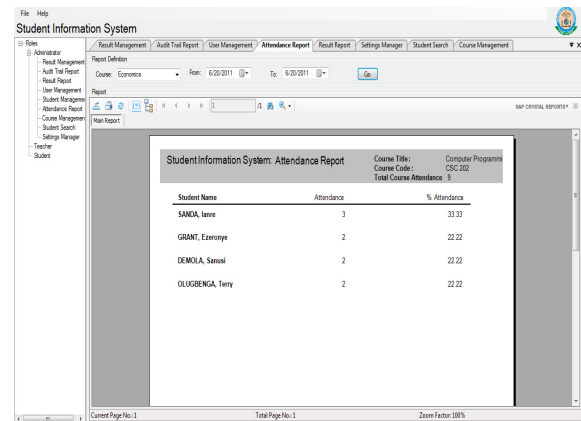 File Help
Student Information System
Roles
Administrator
Result Management
Audit Trail Report
Result Report
User Management
Student Manageme
Attendance Report
Course Managemen
Student Search
Settings Manager
Teacher
Student
Result Management Audit Trail Report User Management Attendance Report Result Report Settings Manager Student Search Course Management
Report Definition
Course: Economics From: 6/20/2011 To: 6/20/2011 Go
Report
1 /1 SAP CRYSTAL REPORTS
Main Report
Student Information System: Attendance Report
Course Title: Computer Programmi
Course Code: CSC 202
Total Course Attendance 9
Student Name Attendance % Attendance
SANDA, lanre 3 33.33
GRANT, Ezeronye 2 22.22
DEMOLA, Sanusi 2 22.22
OLUGBENGA, Terry 2 22.22
Current Page No.: 1 Total Page No.: 1 Zoom Factor: 100%